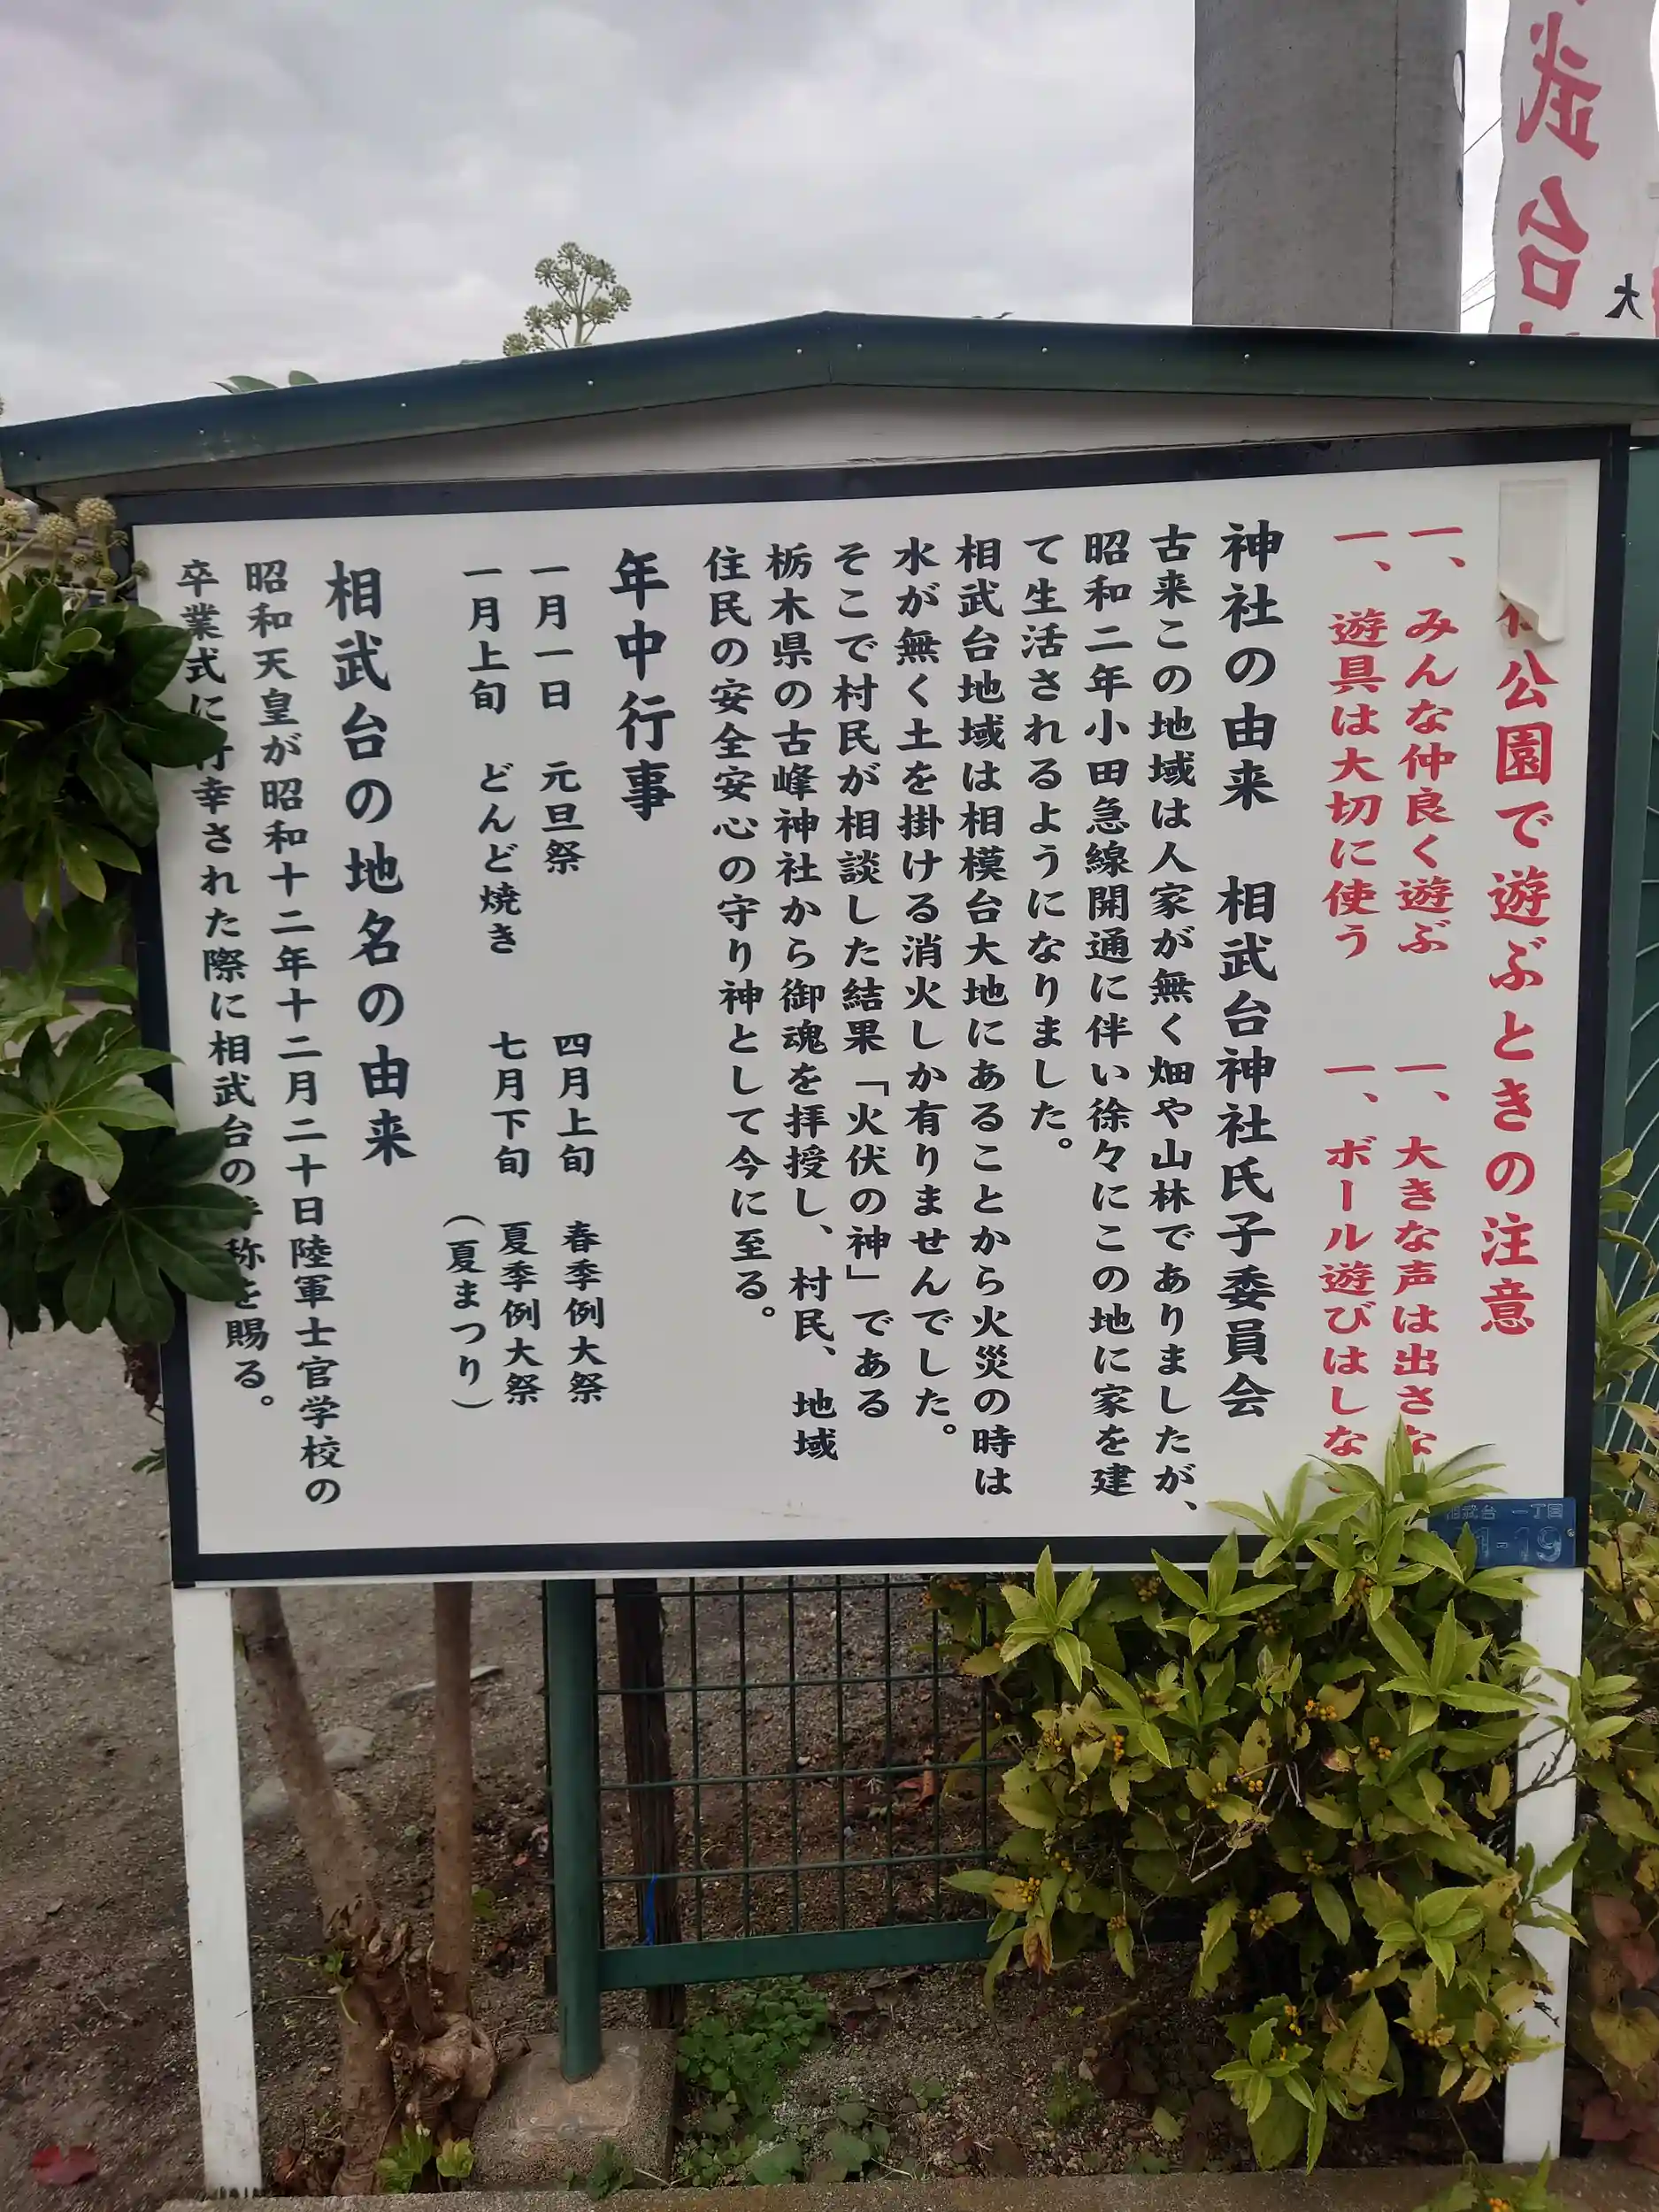 公園で遊ぶときの注意
一、みんな仲良く遊ぶ
一、大きな声は出さな
一、遊具は大切に使う
一、ボール遊びはしな
神社の由来 相武台神社氏子委員会
古来この地域は人家が無く畑や山林でありましたが、
昭和二年小田急線開通に伴い徐々にこの地に家を建
て生活されるようになりました。
相武台地域は相模台大地にあることから火災の時は
水が無く土を掛ける消火しか有りませんでした。
そこで村民が相談した結果「火伏の神」である
栃木県の古峰神社から御魂を拝授し、村民、地域
住民の安全安心の守り神として今に至る。
年中行事
一月一日 元旦祭
四月上旬 春季例大祭
一月上旬 どんど焼き
七月下旬 夏季例大祭
(夏まつり)
相武台の地名の由来
昭和天皇が昭和十二年十二月二十日陸軍士官学校の
卒業式に行幸された際に相武台の称を賜る。
相武台 一丁目
1-19
武台
大